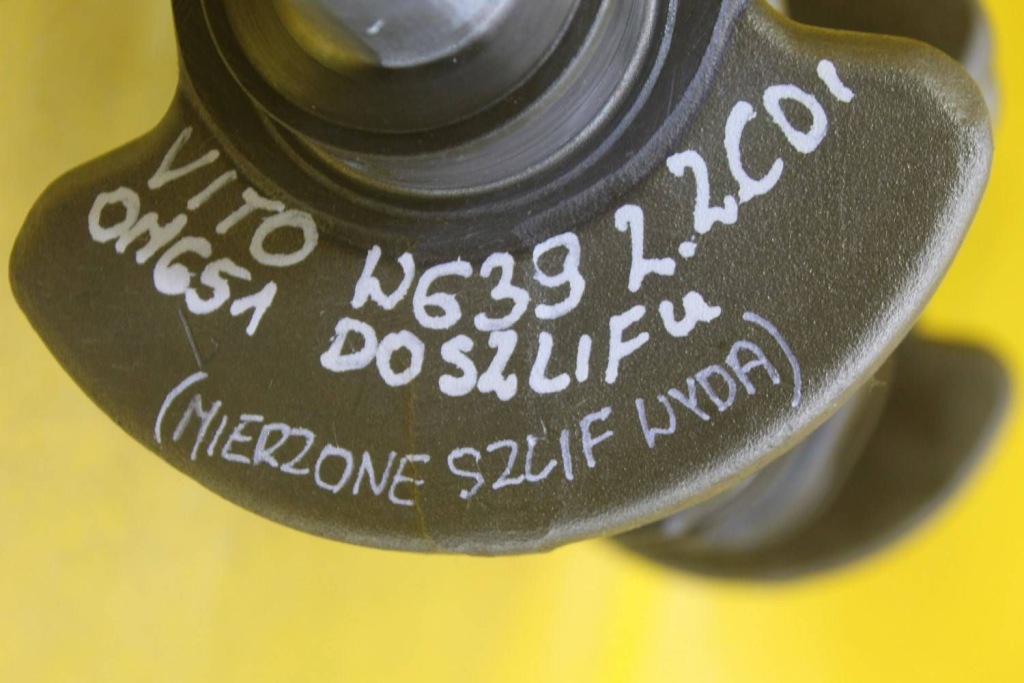 VITO W639 2.2CDI
OM651 DO SZLIFU
(MIERZONE SZLIF WYDA)